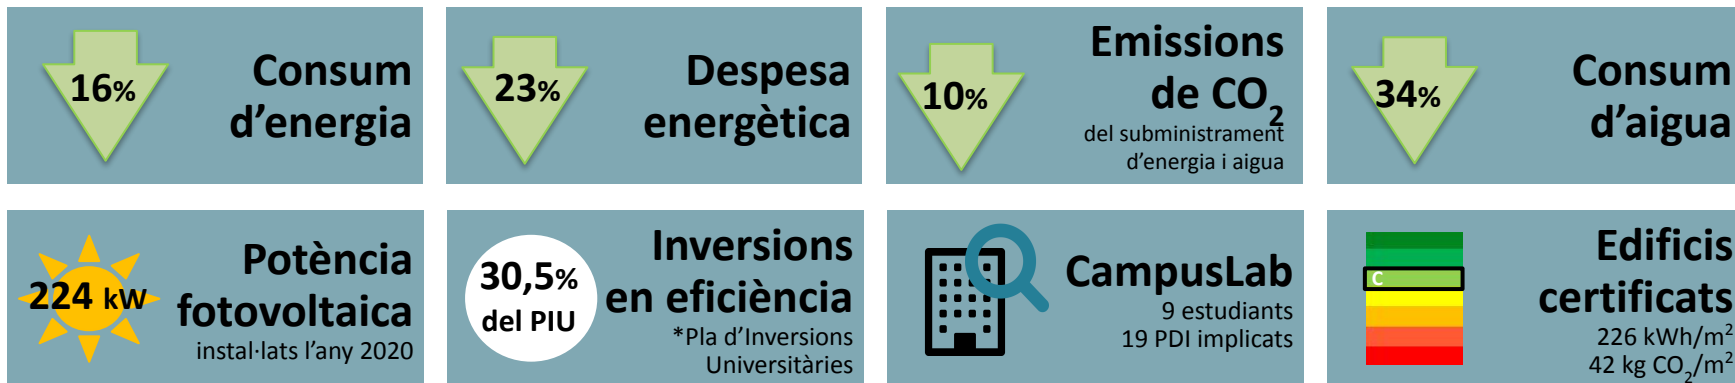 16%
Consum
d’energia
23%
Despesa
energètica
10%
Emissions
de CO2
del subministrament
d’energia i aigua
34%
Consum
d’aigua
224 kW
Potència
fotovoltaica
instal·lats l’any 2020
30,5%
del PIU
Inversions
en eficiència
*Pla d’Inversions
Universitàries
CampusLab
9 estudiants
19 PDI implicats
C
Edificis
certificats
226 kWh/m2
42 kg CO2/m2